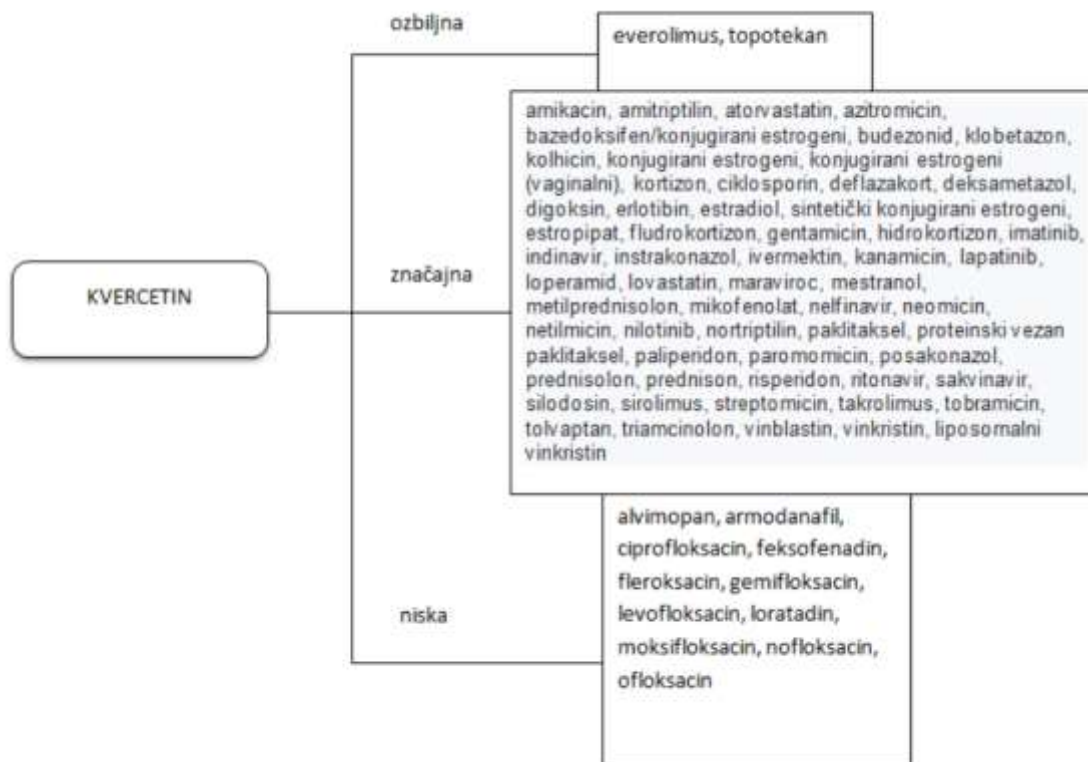 ozbiljna
everolimus, topotekan
KVERCETIN
značajna
amikacin, amitriptilin, atorvastatin, azitromicin,
bazedoksifen/konjugirani estrogeni, budezonid, klobetazon,
kolhicin, konjugirani estrogeni, konjugirani estrogeni
(vaginalni), kortizon, ciklosporin, deflazakort, deksametazol,
digoksin, erlotibin, estradiol, sintetički konjugirani estrogeni,
estropipat, fludrokortizon, gentamicin, hidrokortizon, imatinib,
indinavir, instrakonazol, ivermektin, kanamicin, lapatinib,
loperamid, lovastatin, maraviroc, mestranol,
metilprednisolon, mikofenolat, nelfinavir, neomicin,
netilmicin, nilotinib, nortriptilin, paklitaksel, proteinski vezan
paklitaksel, paliperidon, paromomicin, posakonazol,
prednisolon, prednison, risperidon, ritonavir, sakvinavir,
silodosin, sirolimus, streptomicin, takrolimus, tobramicin,
tolvaptan, triamcinolon, vinblastin, vinkristin, liposomalni
vinkristin
niska
alvimopan, armodanafil,
ciprofloksacin, feksofenadin,
fleroksacin, gemifloksacin,
levofloksacin, loratadin,
moksifloksacin, nofloksacin,
ofloksacin